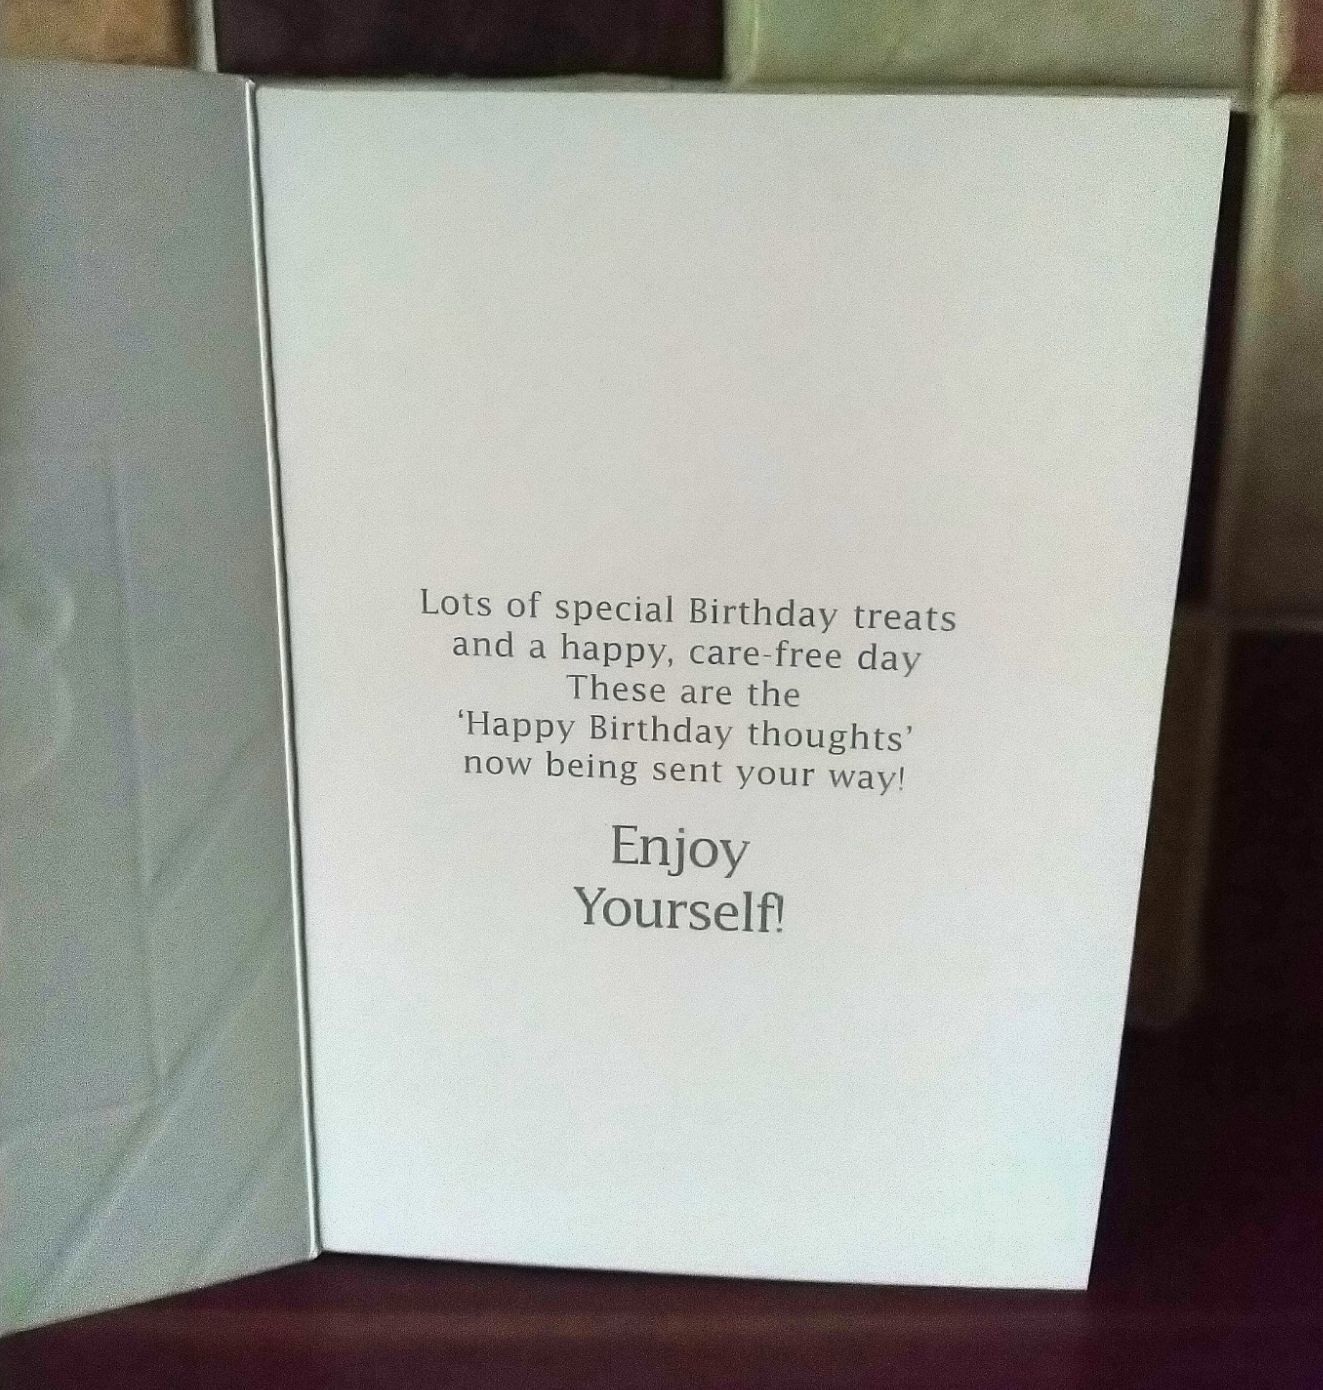 Lots of special Birthday treats
and a happy, care-free day
These are the
‘Happy Birthday thoughts’
now being sent your way!
Enjoy
Yourself!